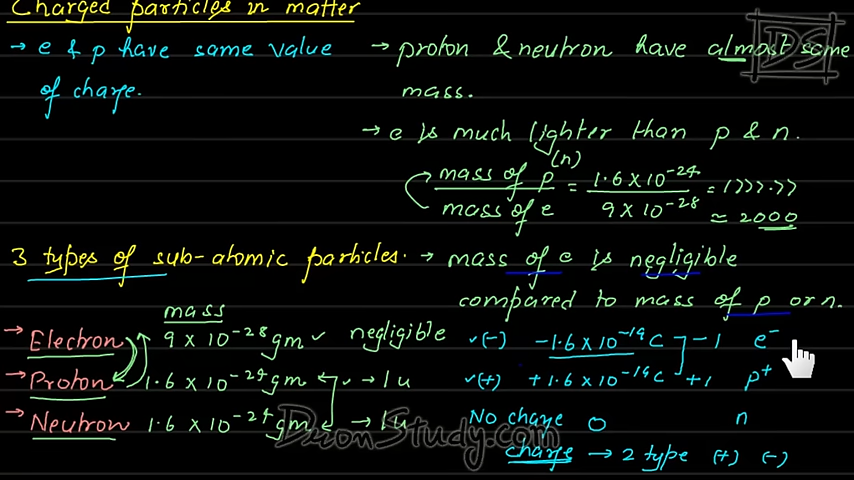 Charged particles in matter
→ e & p have same value
of charge.
→ proton & neutron have almost same
mass.
→ e is much lighter than p & n.
(n)
mass of p / mass of e = 1.6 × 10⁻²⁴ / 9 × 10⁻²⁸ = 1777.77
≃ 2000
3 types of sub-atomic particles.
→ mass of e is negligible
compared to mass of p or n.
mass
→ Electron 9 × 10⁻²⁸ gm ✓ negligible ✓(-) -1.6 × 10⁻¹⁹ C -1 e⁻
→ Proton 1.6 × 10⁻²⁴ gm ✓ → 1 u ✓(+) +1.6 × 10⁻¹⁹ C +1 p⁺
→ Neutron 1.6 × 10⁻²⁴ gm → 1 u No charge 0 n
charge → 2 type (+) (-)
DronStudy.com
DS